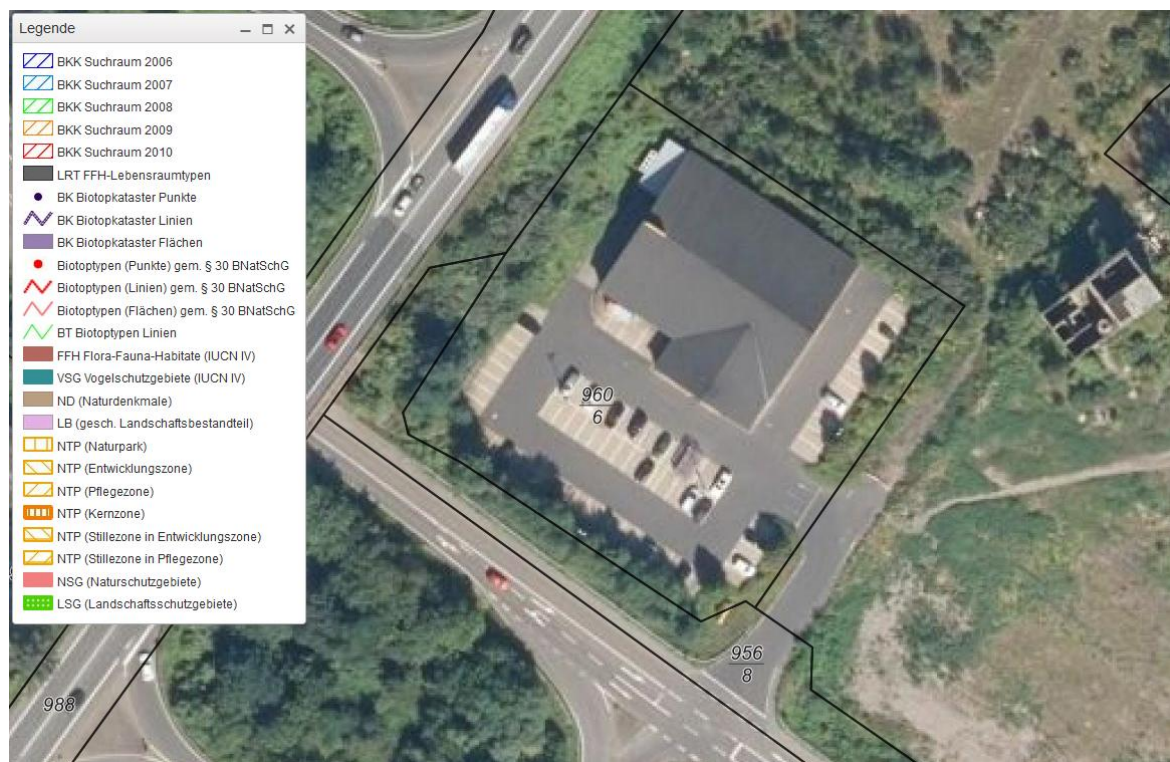 Legende
BKK Suchraum 2006
BKK Suchraum 2007
BKK Suchraum 2008
BKK Suchraum 2009
BKK Suchraum 2010
LRT FFH-Lebensraumtypen
BK Biotopkataster Punkte
BK Biotopkataster Linien
BK Biotopkataster Flächen
Biotoptypen (Punkte) gem. § 30 BNatSchG
Biotoptypen (Linien) gem. § 30 BNatSchG
Biotoptypen (Flächen) gem. § 30 BNatSchG
BT Biotoptypen Linien
FFH Flora-Fauna-Habitate (IUCN IV)
VSG Vogelschutzgebiete (IUCN IV)
ND (Naturdenkmale)
LB (gesch. Landschaftsbestandteil)
NTP (Naturpark)
NTP (Entwicklungszone)
NTP (Pflegezone)
NTP (Kernzone)
NTP (Stillezone in Entwicklungszone)
NTP (Stillezone in Pflegezone)
NSG (Naturschutzgebiete)
LSG (Landschaftsschutzgebiete)
960
6
956
8
988